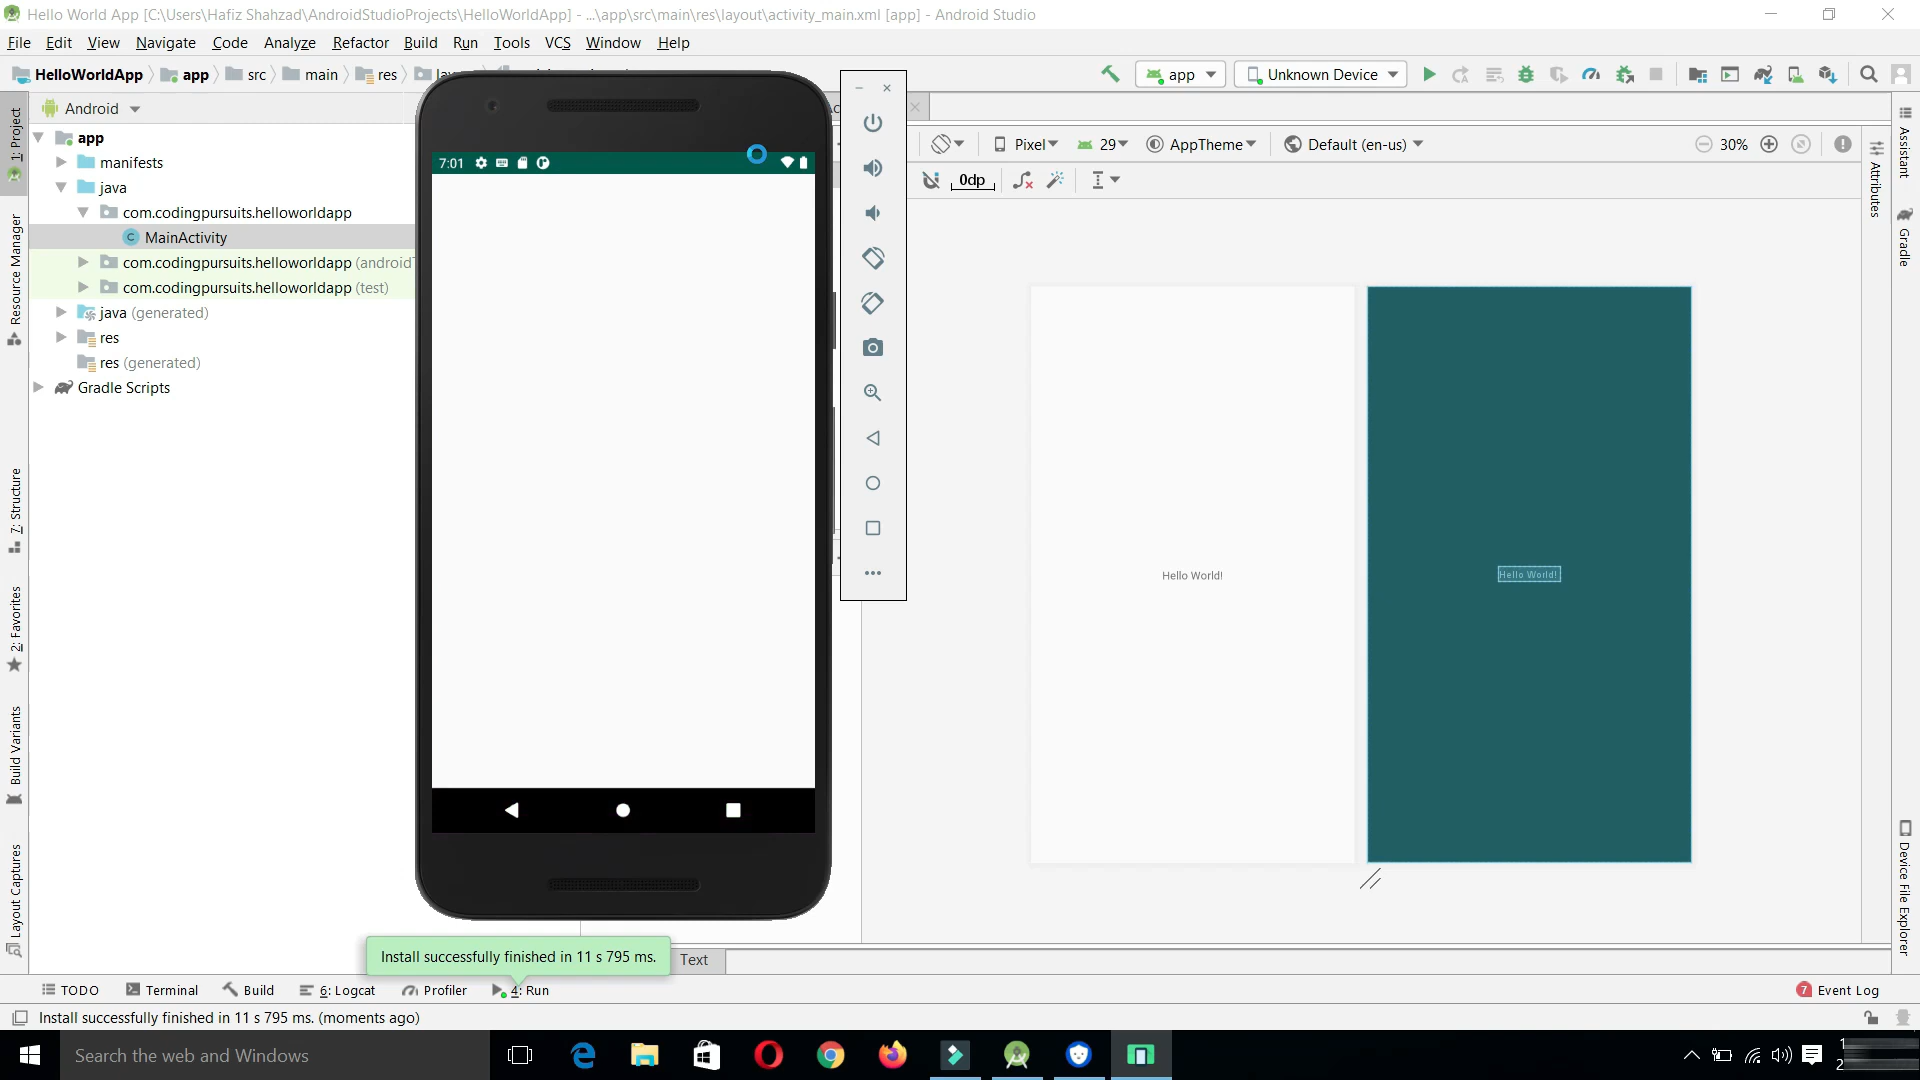 Hello World App [C:\Users\Hafiz Shahzad\AndroidStudioProjects\HelloWorldApp] - ...\app\src\main\res\layout\activity_main.xml [app] - Android Studio
File Edit View Navigate Code Analyze Refactor Build Run Tools VCS Window Help
HelloWorldApp app src main res app Unknown Device
Android
1: Project
app
manifests
java
com.codingpursuits.helloworldapp
MainActivity
com.codingpursuits.helloworldapp
com.codingpursuits.helloworldapp (test)
java (generated)
res
res (generated)
Gradle Scripts
Resource Manager
7: Structure
2: Favorites
Build Variants
Layout Captures
7:01
Pixel 29 AppTheme Default (en-us) 30%
0dp
Hello World!
Hello World!
Assistant
Attributes
Gradle
Device File Explorer
Install successfully finished in 11 s 795 ms.
Text
TODO Terminal Build 6: Logcat Profiler 4: Run 7 Event Log
Install successfully finished in 11 s 795 ms. (moments ago)
Search the web and Windows